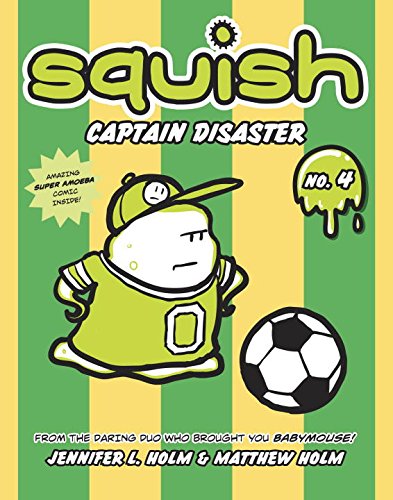 squish
CAPTAIN DISASTER
AMAZING
SUPER AMOEBA
COMIC
INSIDE!
NO. 4
O
FROM THE DARING DUO WHO BROUGHT YOU BABYMOUSE!
JENNIFER L. HOLM & MATTHEW HOLM